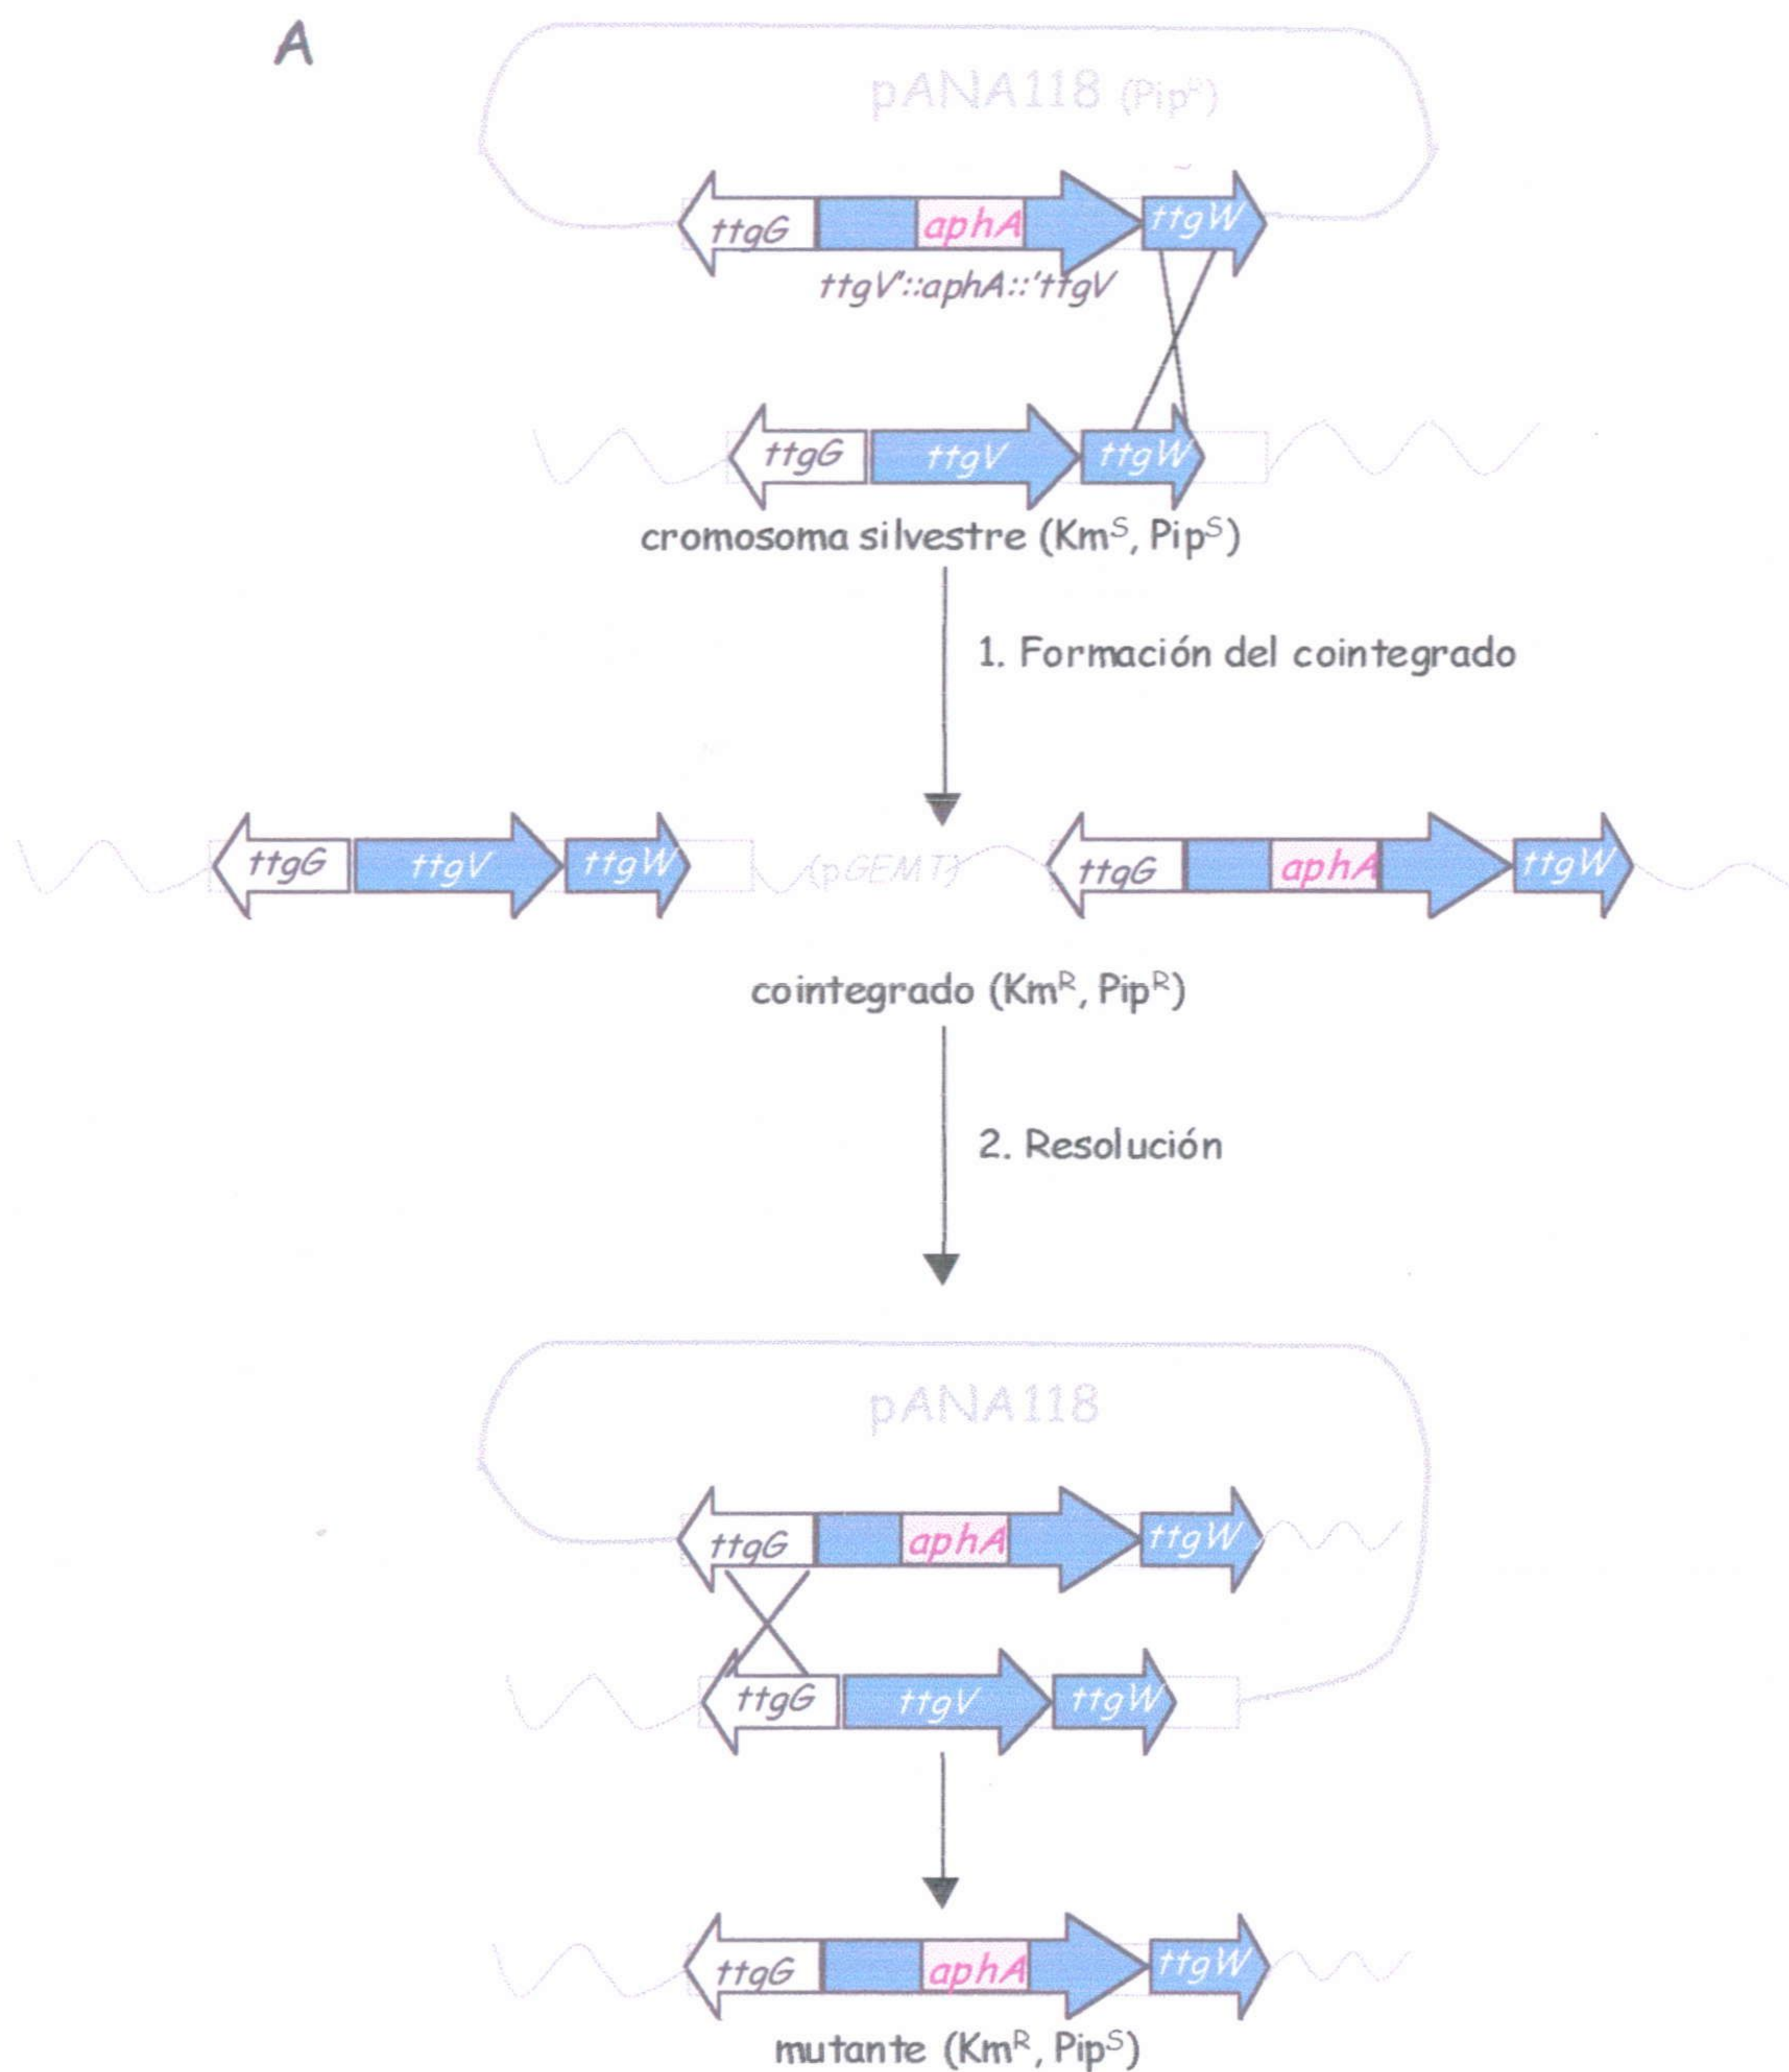 A
pANA118 (Pip^R)
ttgG aphA ttgW
ttgV'::aphA::'ttgV
ttgG ttgV ttgW
cromosoma silvestre (Km^S, Pip^S)
1. Formación del cointegrado
ttgG ttgV ttgW (pGEMT) ttgG aphA ttgW
cointegrado (Km^R, Pip^R)
2. Resolución
pANA118
ttgG aphA ttgW
ttgG ttgV ttgW
ttgG aphA ttgW
mutante (Km^R, Pip^S)